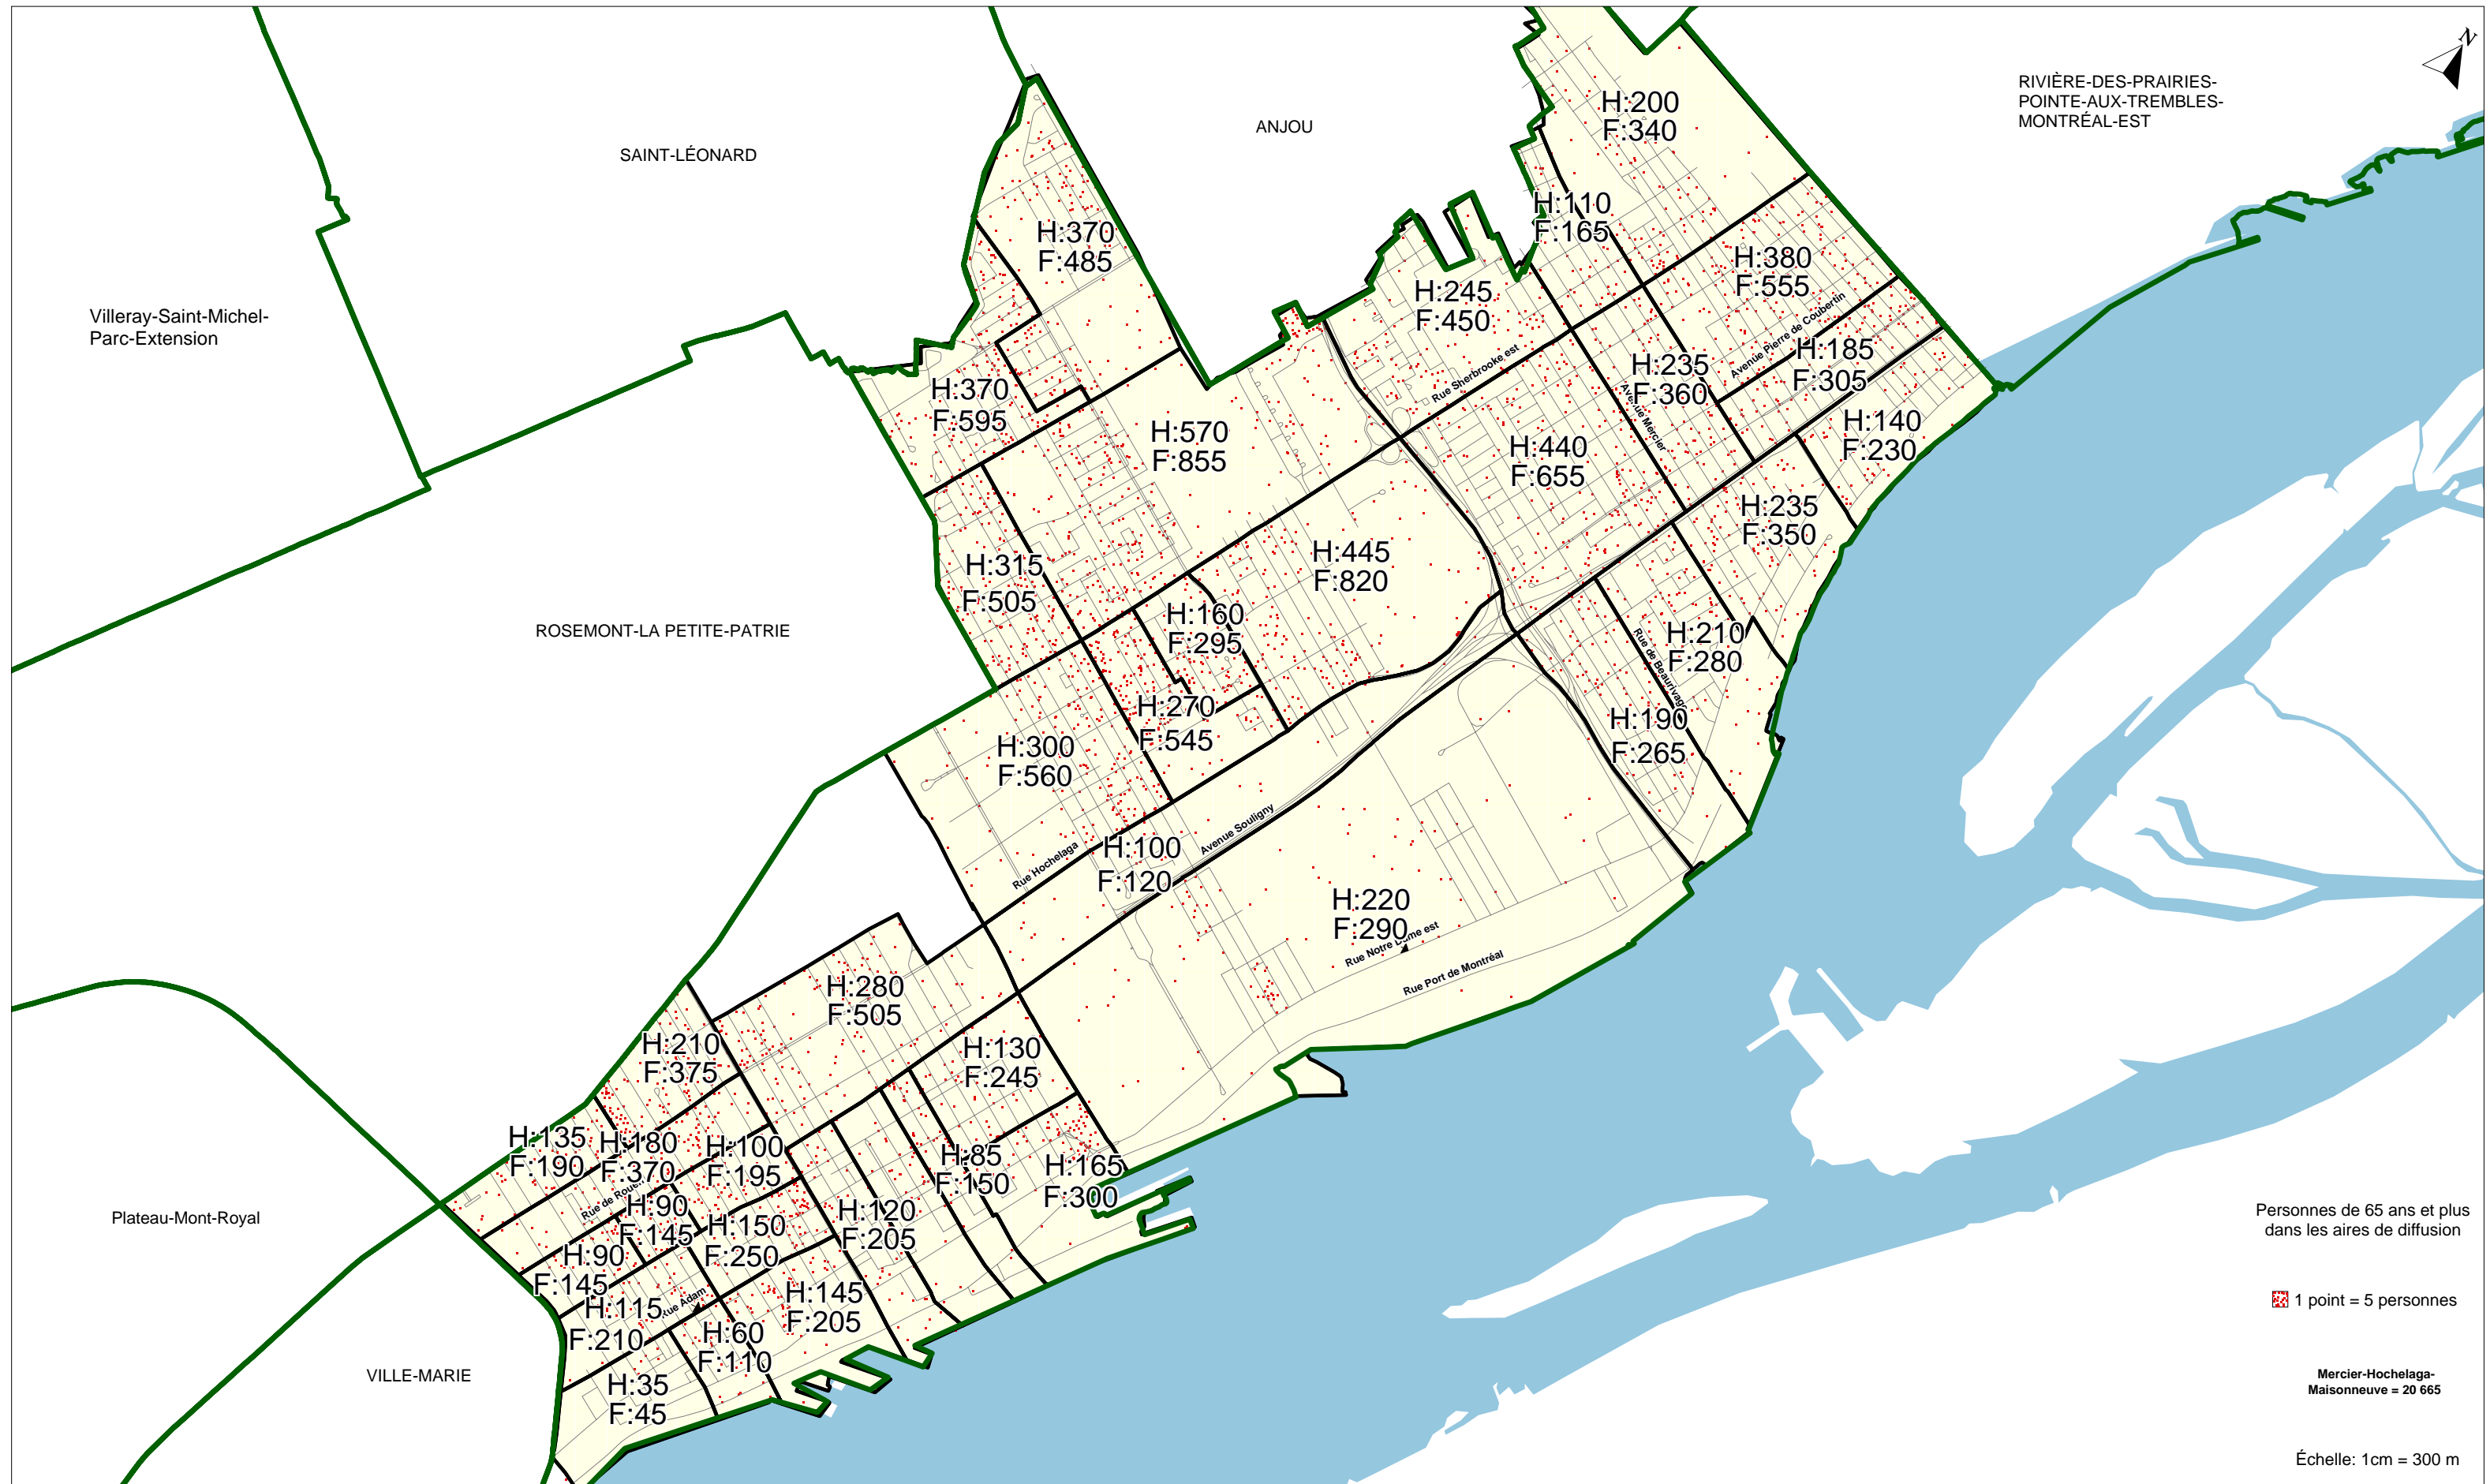 N
RIVIÈRE-DES-PRAIRIES-
POINTE-AUX-TREMBLES-
MONTRÉAL-EST
ANJOU
SAINT-LÉONARD
Villeray-Saint-Michel-
Parc-Extension
ROSEMONT-LA PETITE-PATRIE
Plateau-Mont-Royal
VILLE-MARIE
H:200
F:340
H:110
F:165
H:370
F:485
H:380
F:555
H:245
F:450
Avenue Pierre de Coubertin
H:185
F:305
Rue Sherbrooke est
H:235
F:360
Avenue Mercier
H:370
F:595
H:140
F:230
H:570
F:855
H:440
F:655
H:235
F:350
H:445
F:820
H:315
F:505
H:160
F:295
H:210
F:280
Rue de Beaurivage
H:270
F:545
H:190
F:265
H:300
F:560
Avenue Souligny
Rue Hochelaga
H:100
F:120
H:220
F:290
Rue Notre Dame est
Rue Port de Montréal
H:280
F:505
H:210
F:375
H:130
F:245
H:135
F:190
H:180
F:370
H:100
F:195
H:85
F:150
H:165
F:300
Rue de Rouen
H:90
F:145
H:150
F:250
H:120
F:205
H:90
F:145
H:115
F:210
Rue Adam
H:145
F:205
H:60
F:110
H:35
F:45
Personnes de 65 ans et plus
dans les aires de diffusion
1 point = 5 personnes
Mercier-Hochelaga-
Maisonneuve = 20 665
Échelle: 1cm = 300 m